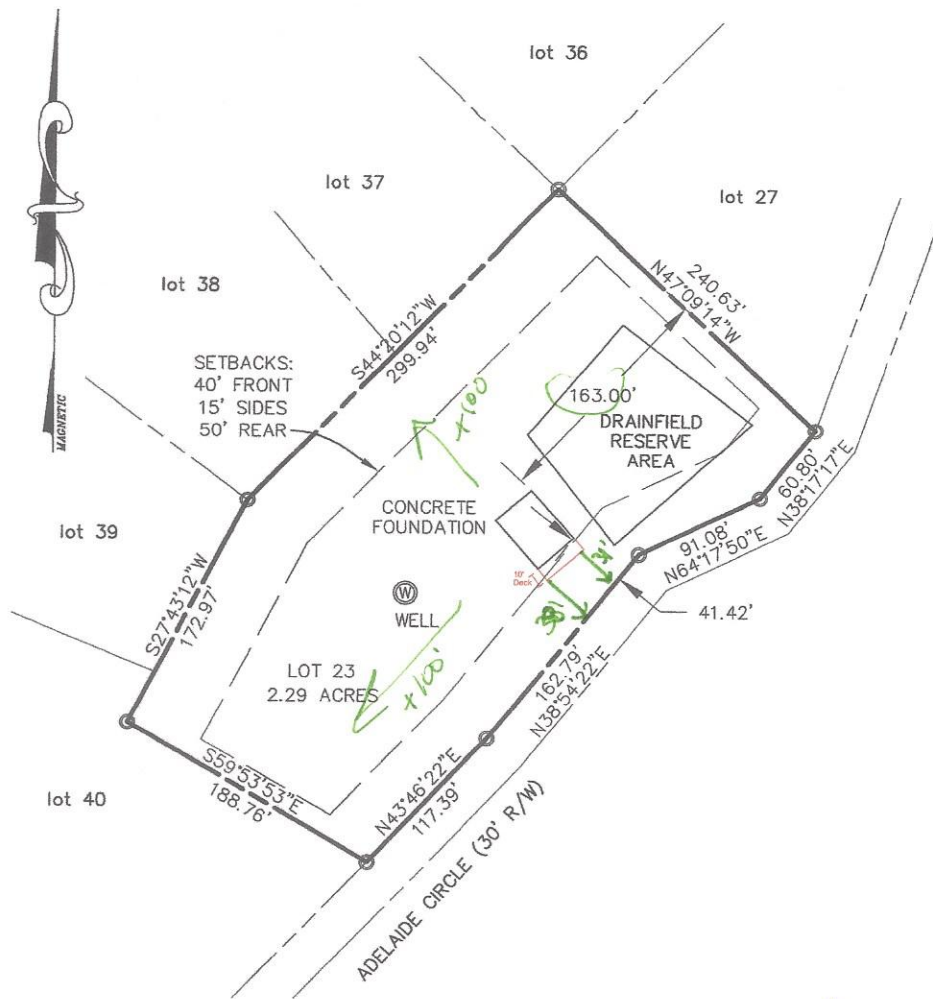 lot 36
lot 37
lot 27
lot 38
MAGNETIC
240.63'
N47°09'14"W
S44°20'12"W
299.94'
SETBACKS:
40' FRONT
15' SIDES
50' REAR
+100
163.00'
DRAINFIELD
RESERVE
AREA
60.80'
N38°17'17"E
CONCRETE
FOUNDATION
lot 39
91.08'
N64°17'50"E
10'
Deck
41.42'
S27°43'12"W
172.97'
W
WELL
LOT 23
2.29 ACRES
+100'
162.79'
N38°54'22"E
S59°53'53"E
188.76'
lot 40
N43°46'22"E
117.39'
ADELAIDE CIRCLE (30' R/W)